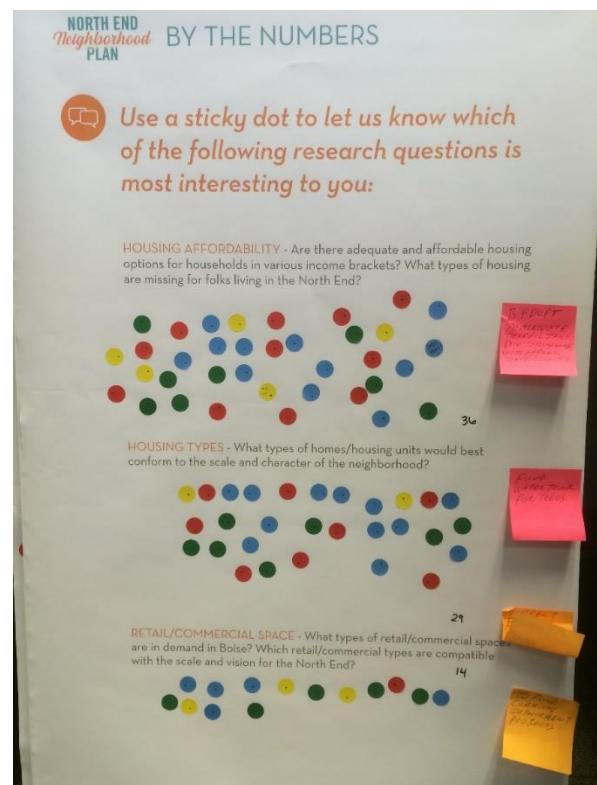 NORTH END
Neighborhood
PLAN
BY THE NUMBERS
Use a sticky dot to let us know which
of the following research questions is
most interesting to you:
HOUSING AFFORDABILITY - Are there adequate and affordable housing
options for households in various income brackets? What types of housing
are missing for folks living in the North End?
36
HOUSING TYPES - What types of homes/housing units would best
conform to the scale and character of the neighborhood?
FUND
FOR TREES
29
RETAIL/COMMERCIAL SPACE - What types of retail/commercial spaces
are in demand in Boise? Which retail/commercial types are compatible
with the scale and vision for the North End?
14